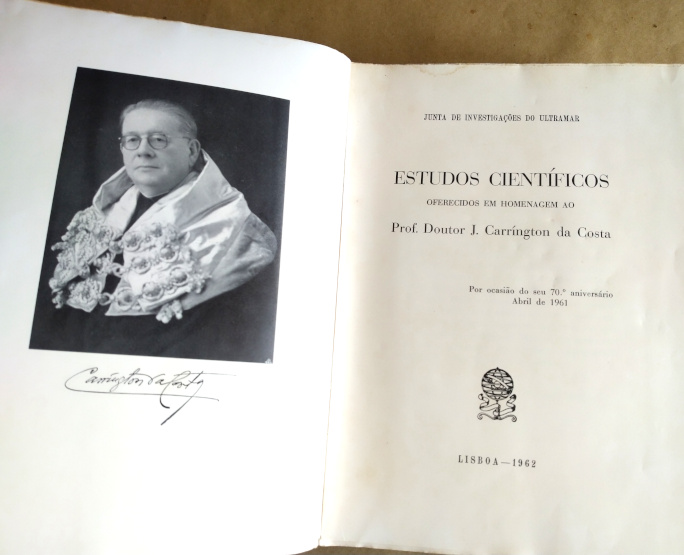 Carrington da Costa
JUNTA DE INVESTIGAÇÕES DO ULTRAMAR
ESTUDOS CIENTÍFICOS
OFERECIDOS EM HOMENAGEM AO
Prof. Doutor J. Carríngton da Costa
Por ocasião do seu 70.º aniversário
Abril de 1961
LISBOA—1962